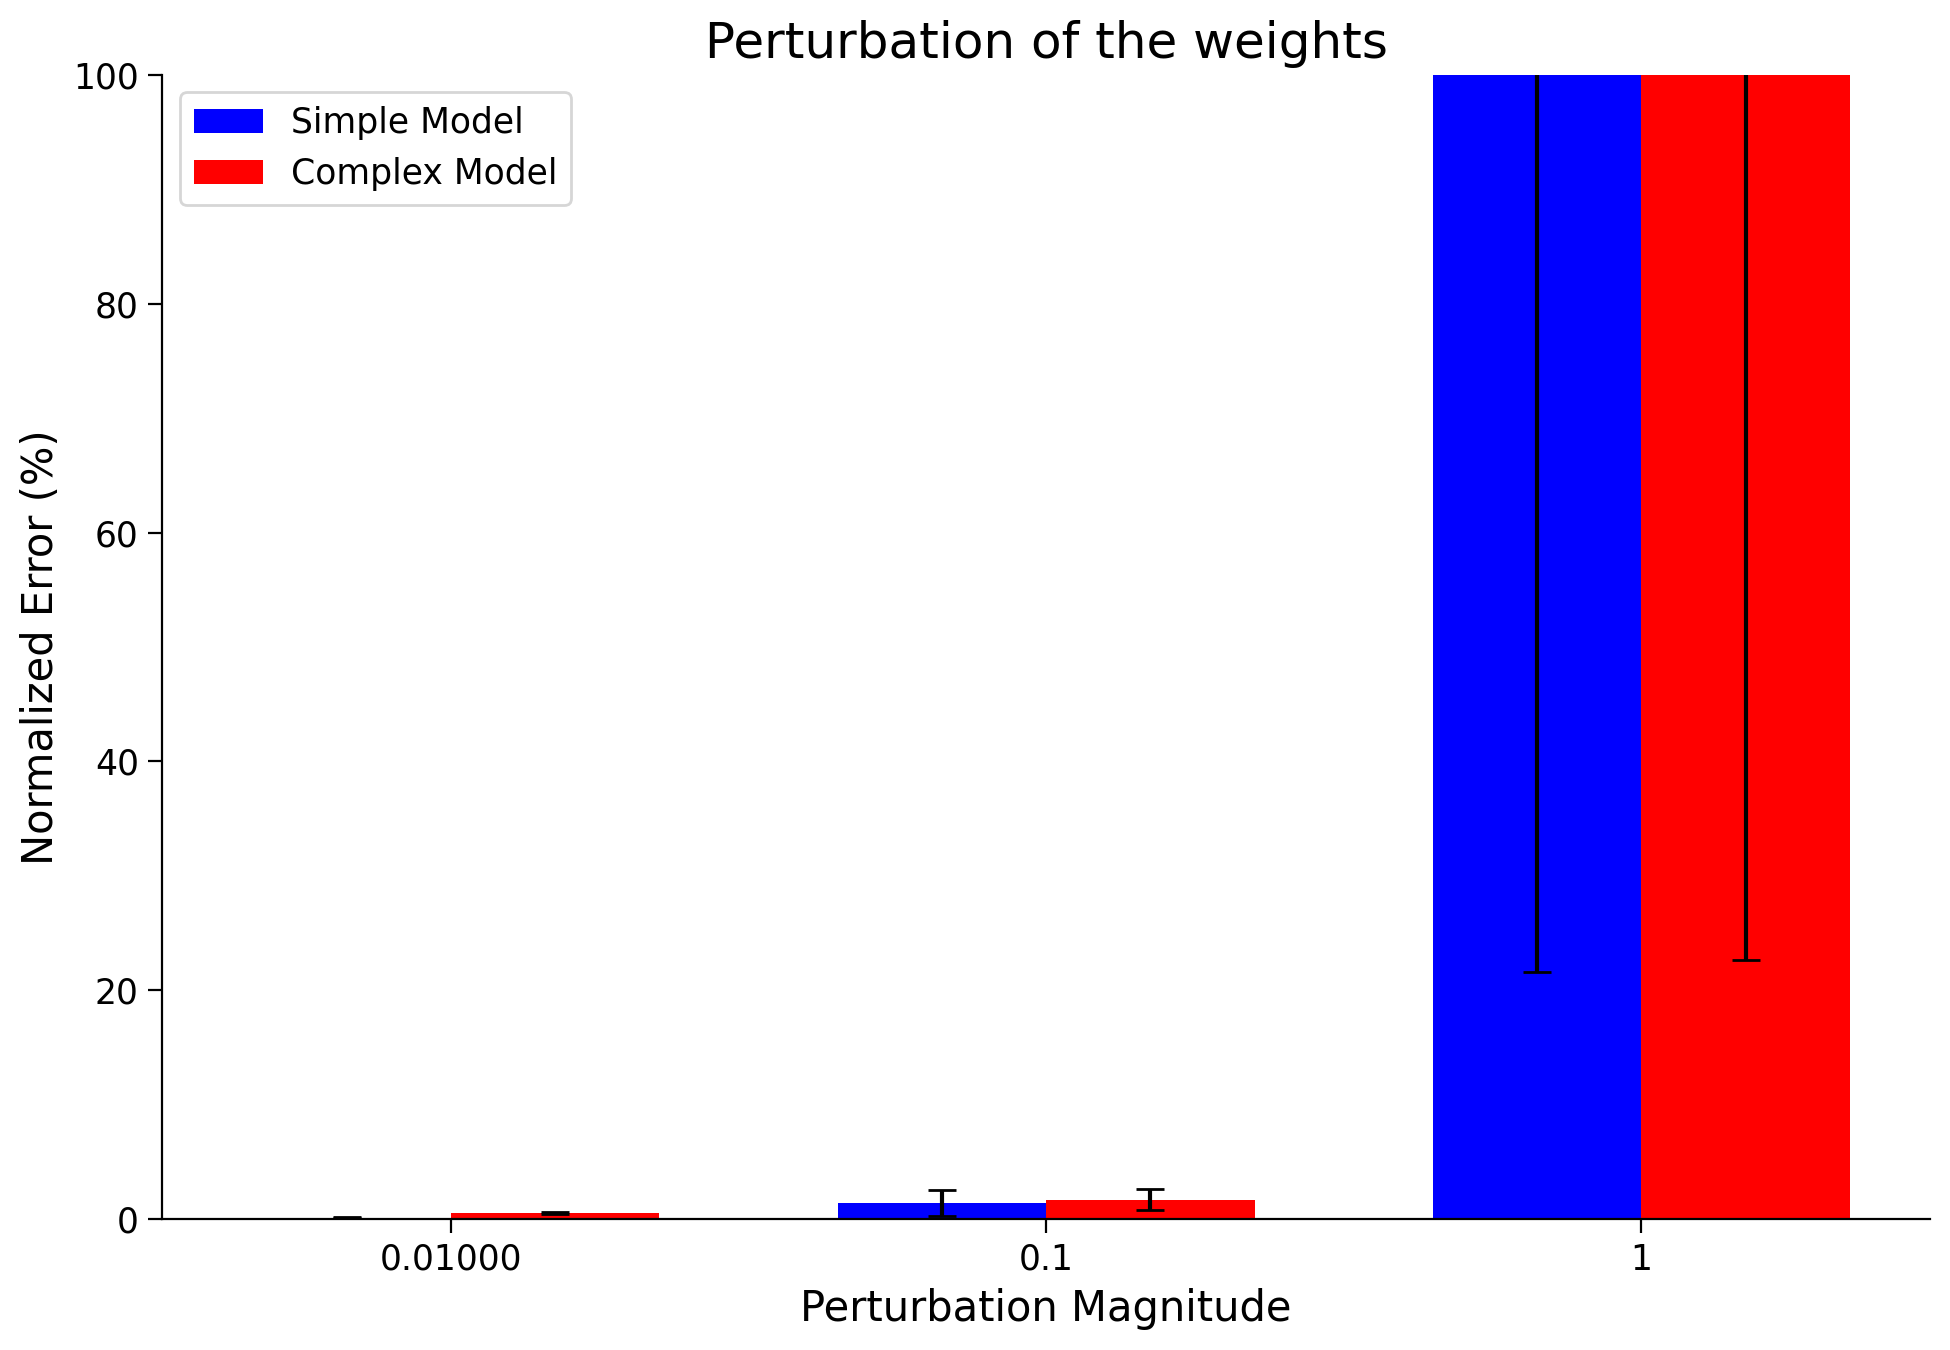 Perturbation of the weights
100
80
60
40
20
0
Normalized Error (%)
Simple Model
Complex Model
0.01000
0.1
1
Perturbation Magnitude